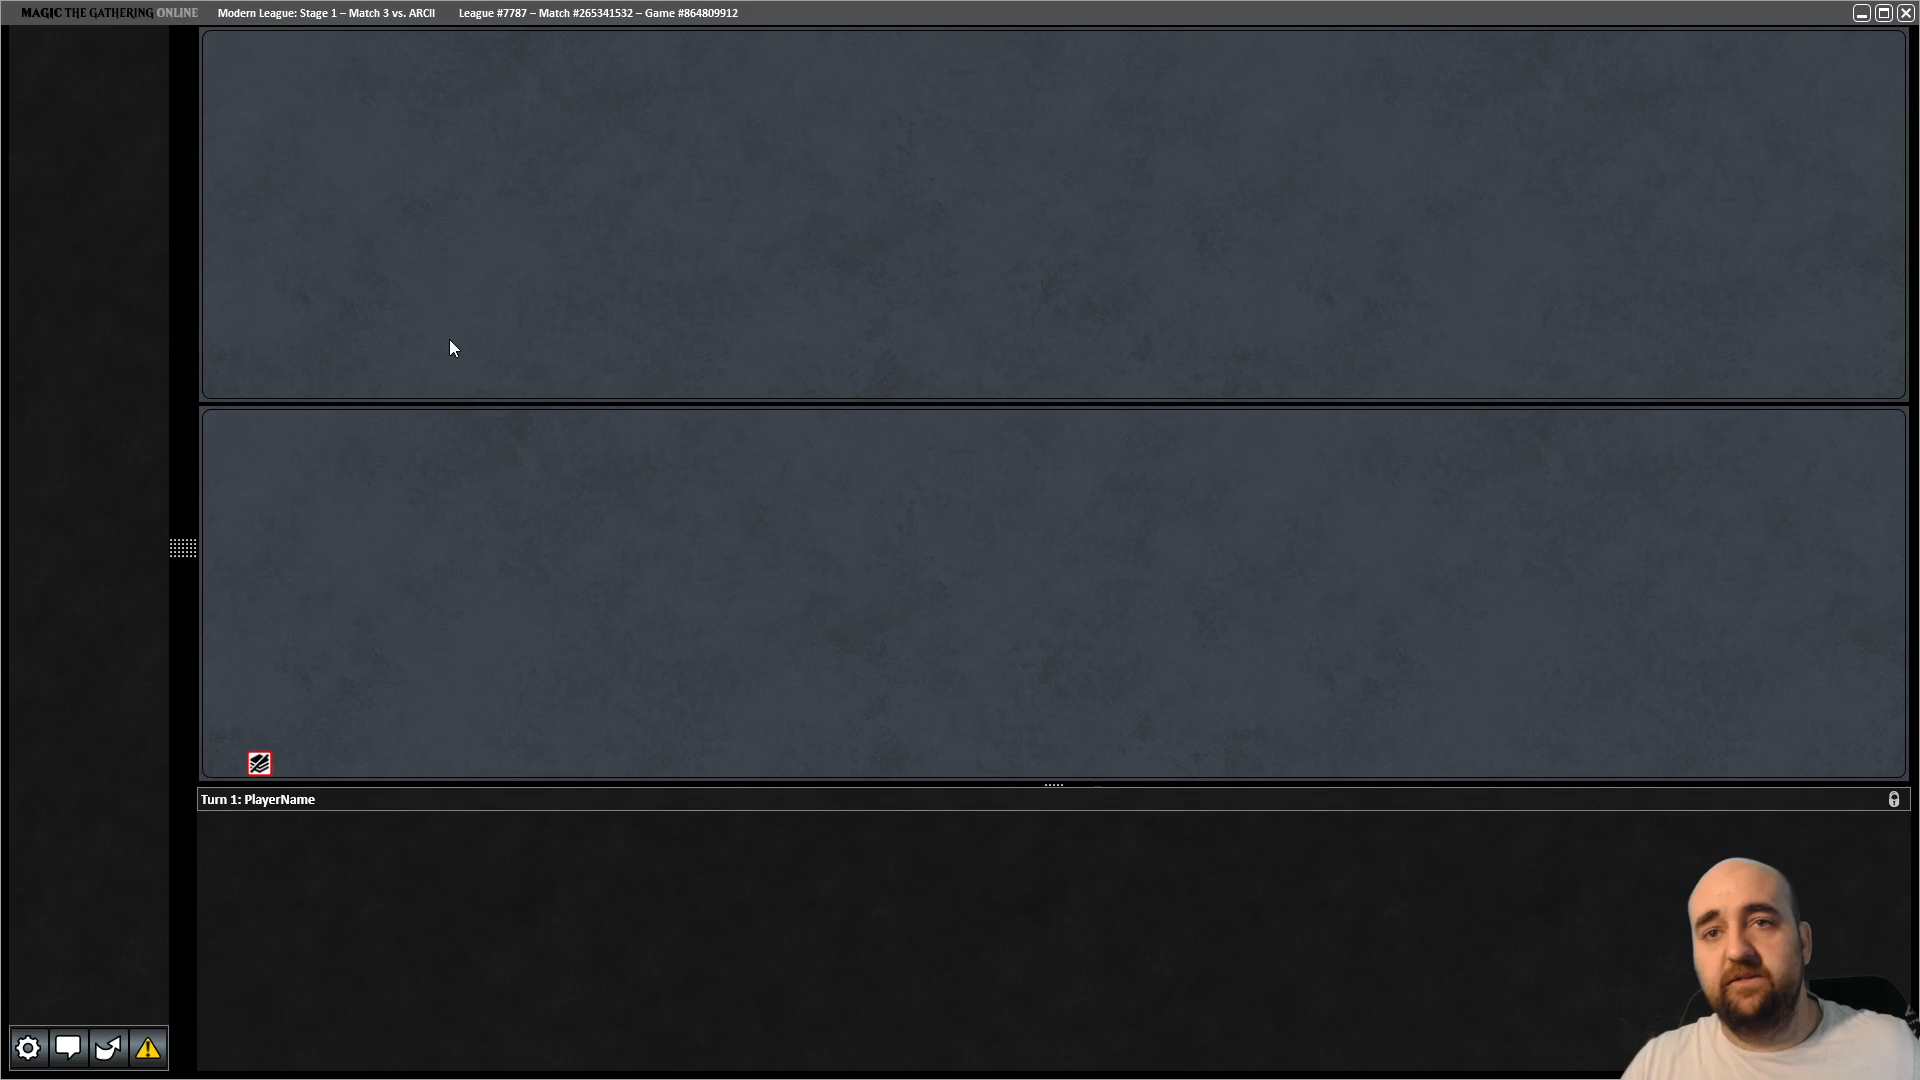 MAGIC THE GATHERING ONLINE
Modern League: Stage 1 – Match 3 vs. ARCII
League #7787 – Match #265341532 – Game #864809912
Turn 1: PlayerName